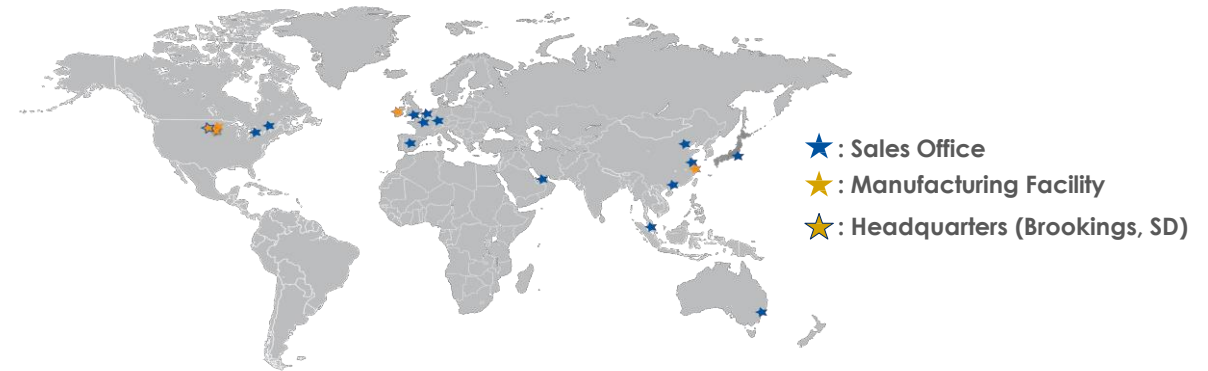 : Sales Office
: Manufacturing Facility
: Headquarters (Brookings, SD)